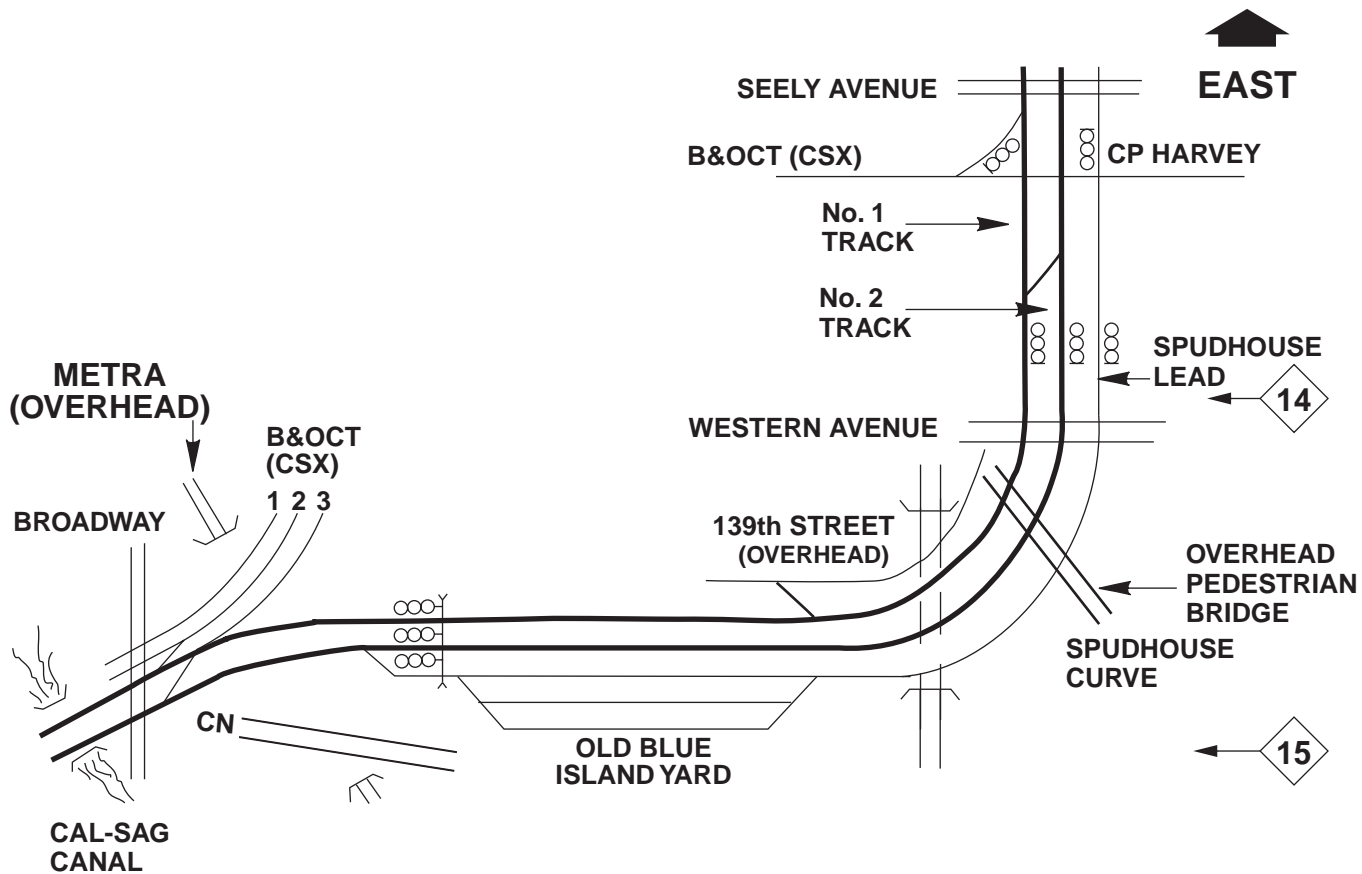 EAST
SEELY AVENUE
B&OCT (CSX)
CP HARVEY
No. 1
TRACK
No. 2
TRACK
SPUDHOUSE
LEAD
14
METRA
(OVERHEAD)
WESTERN AVENUE
B&OCT
(CSX)
1 2 3
BROADWAY
139th STREET
(OVERHEAD)
OVERHEAD
PEDESTRIAN
BRIDGE
SPUDHOUSE
CURVE
CN
OLD BLUE
ISLAND YARD
15
CAL-SAG
CANAL